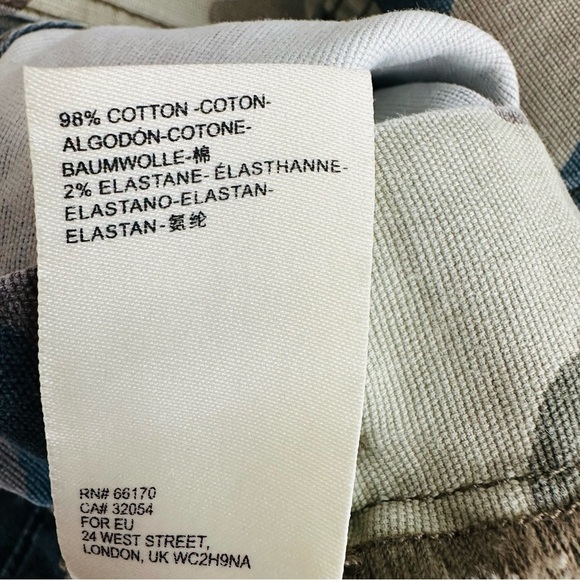 98% COTTON -COTON-
ALGODÓN-COTONE-
BAUMWOLLE-棉
2% ELASTANE- ÉLASTHANNE-
ELASTANO-ELASTAN-
ELASTAN-氨纶
RN# 66170
CA# 32054
FOR EU
24 WEST STREET,
LONDON, UK WC2H9NA